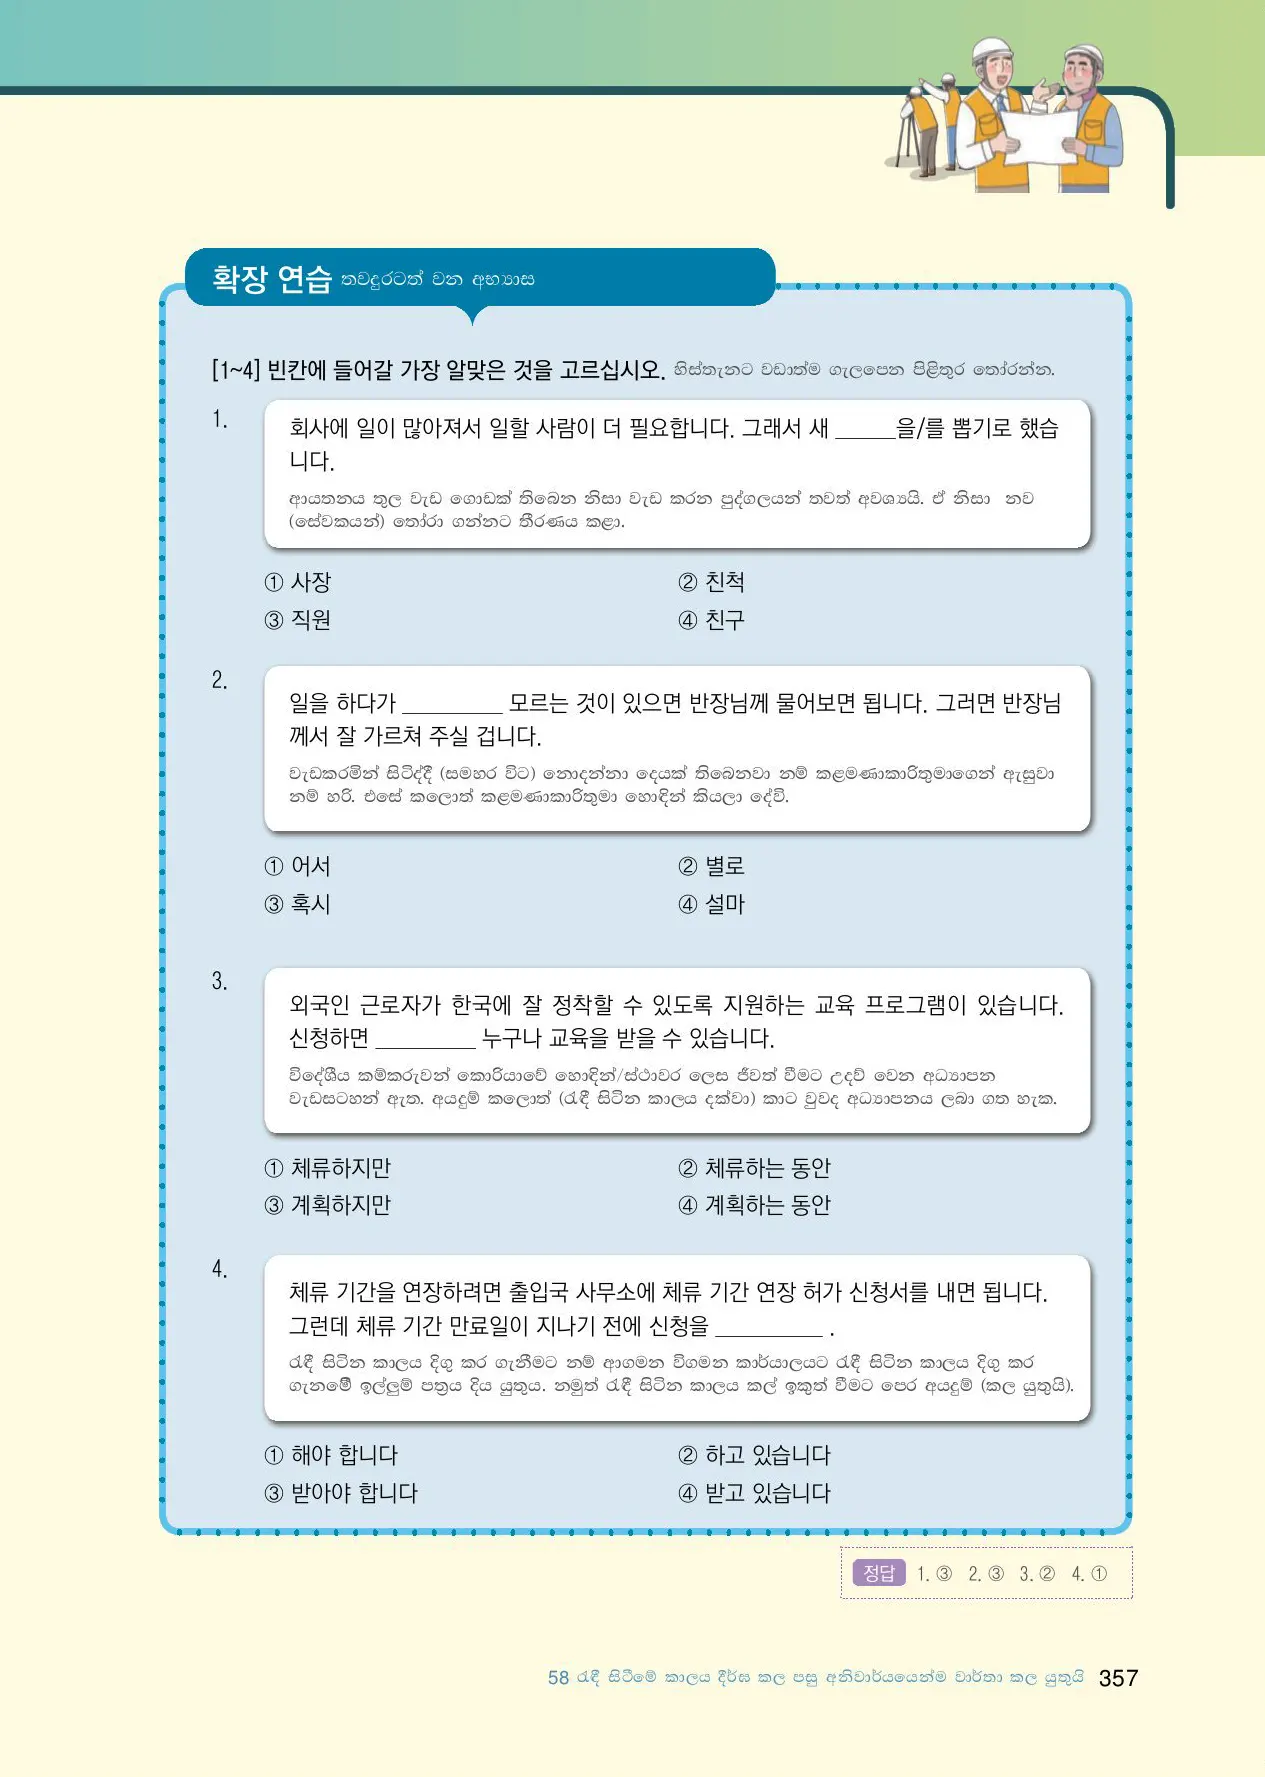 확장 연습 තවදුරටත් වන අභ්‍යාස
[1~4] 빈칸에 들어갈 가장 알맞은 것을 고르십시오. හිස්තැනට වඩාත්ම ගැලපෙන පිළිතුර තෝරන්න.
1.
회사에 일이 많아져서 일할 사람이 더 필요합니다. 그래서 새 ______을/를 뽑기로 했습
니다.
ආයතනය තුල වැඩ ගොඩක් තිබෙන නිසා වැඩ කරන පුද්ගලයන් තවත් අවශ්‍යයි. ඒ නිසා නව
(සේවකයන්) තෝරා ගන්නට තීරණය කළා.
① 사장
② 친척
③ 직원
④ 친구
2.
일을 하다가 __________ 모르는 것이 있으면 반장님께 물어보면 됩니다. 그러면 반장님
께서 잘 가르쳐 주실 겁니다.
වැඩකරමින් සිටිද්දී (සමහර විට) නොදන්නා දෙයක් තිබෙනවා නම් කළමණාකාරිතුමාගෙන් ඇසුවා
නම් හරි. එසේ කලොත් කළමණාකාරිතුමා හොඳින් කියලා දේවි.
① 어서
② 별로
③ 혹시
④ 설마
3.
외국인 근로자가 한국에 잘 정착할 수 있도록 지원하는 교육 프로그램이 있습니다.
신청하면 __________ 누구나 교육을 받을 수 있습니다.
විදේශීය කම්කරුවන් කොරියාවේ හොඳින්/ස්ථාවර ලෙස ජීවත් වීමට උදව් වෙන අධ්‍යාපන
වැඩසටහන් ඇත. අයදුම් කලොත් (රැඳී සිටින කාලය දක්වා) කාට වුවද අධ්‍යාපනය ලබා ගත හැක.
① 체류하지만
② 체류하는 동안
③ 계획하지만
④ 계획하는 동안
4.
체류 기간을 연장하려면 출입국 사무소에 체류 기간 연장 허가 신청서를 내면 됩니다.
그런데 체류 기간 만료일이 지나기 전에 신청을 __________ .
රැඳී සිටින කාලය දිගු කර ගැනීමට නම් ආගමන විගමන කාර්යාලයට රැඳී සිටින කාලය දිගු කර
ගැනමේී ඉල්ලුම් පත්‍රය දිය යුතුය. නමුත් රැඳී සිටින කාලය කල් ඉකුත් වීමට පෙර අයදුම් (කල යුතුයි).
① 해야 합니다
② 하고 있습니다
③ 받아야 합니다
④ 받고 있습니다
정답 1. ③ 2. ③ 3. ② 4. ①
58 රැඳී සිටීමේ කාලය දීර්ඝ කල පසු අනිවාර්යයෙන්ම වාර්තා කල යුතුයි 357